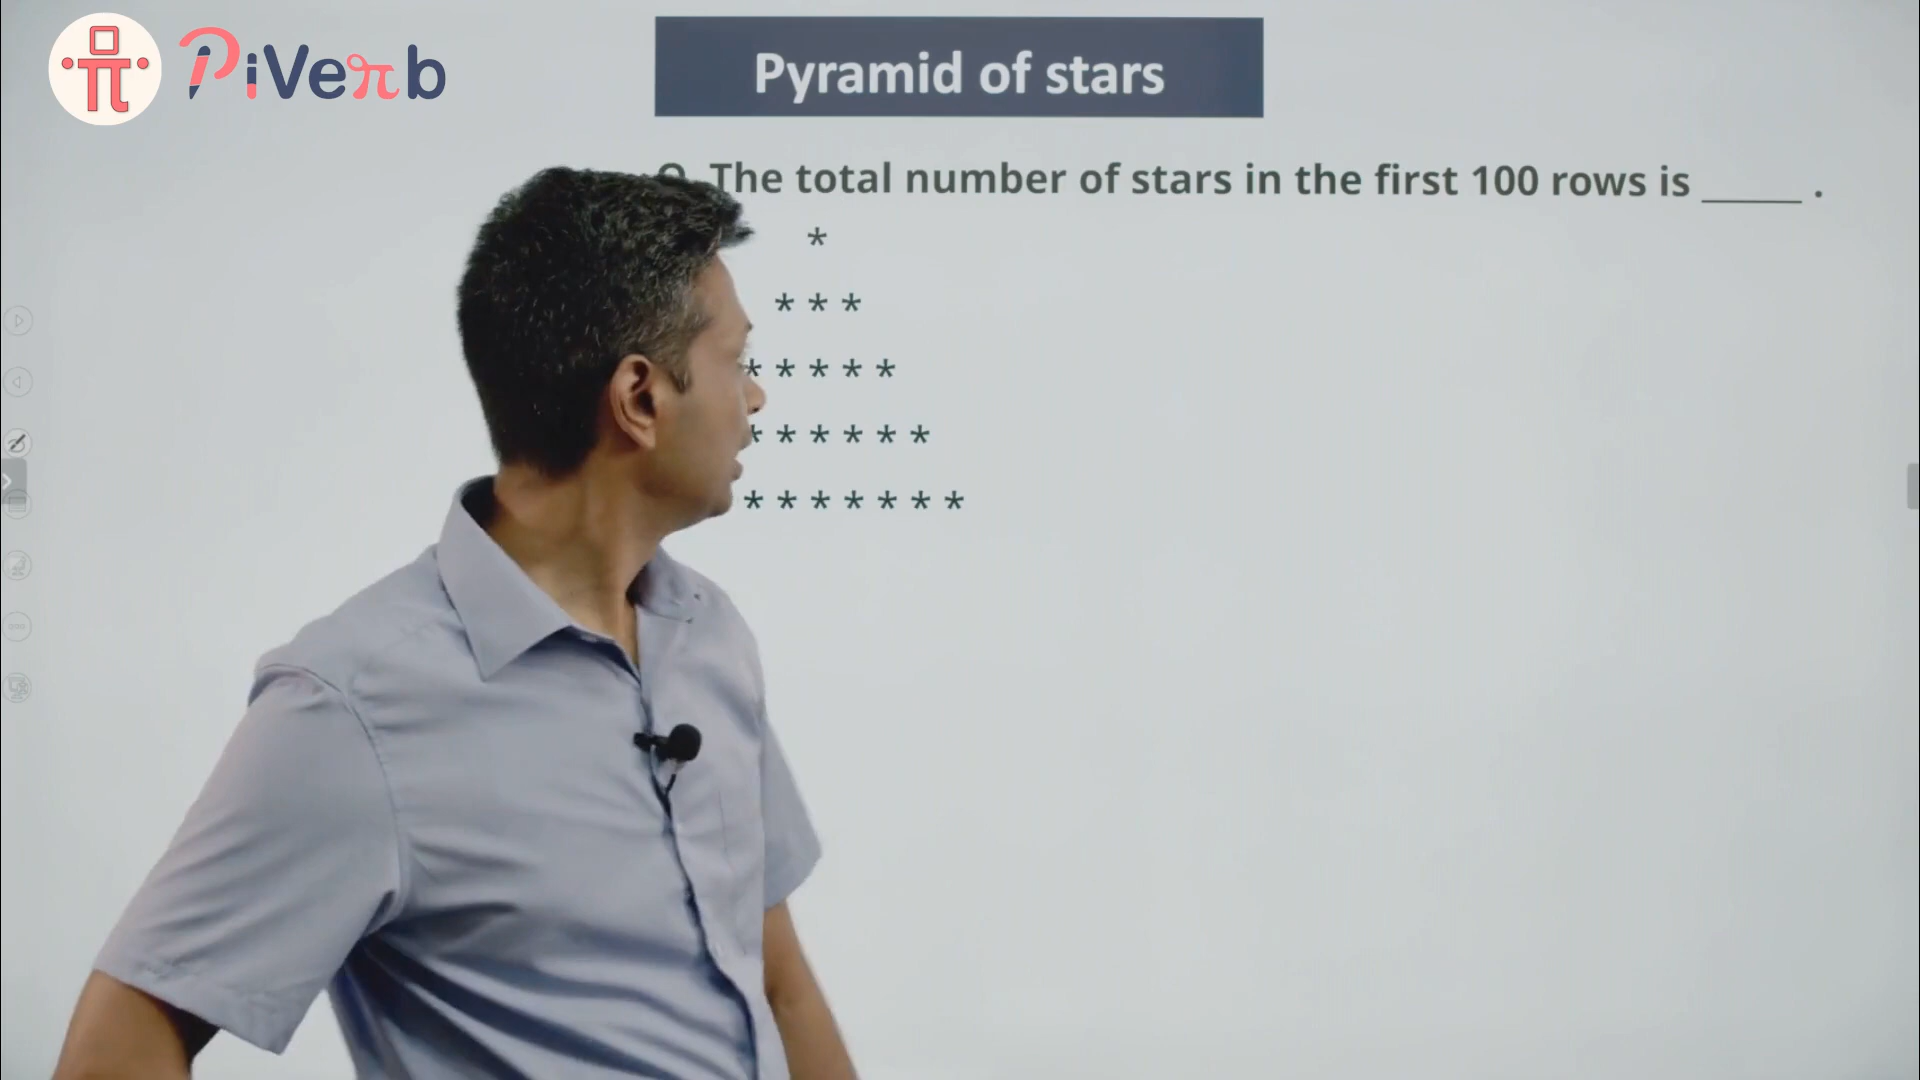 PiVerb
Pyramid of stars
The total number of stars in the first 100 rows is _____ .
*
* * *
* * * * *
* * * * * *
* * * * * * *